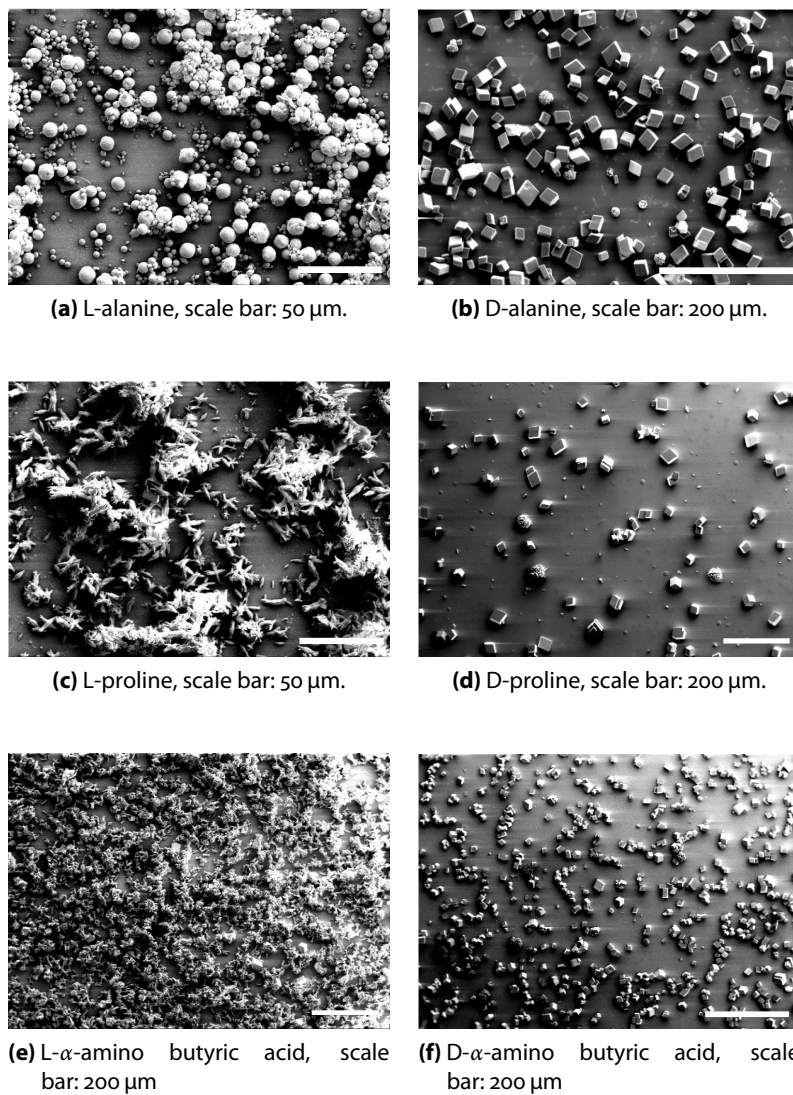 (a) L-alanine, scale bar: 50 µm.
(b) D-alanine, scale bar: 200 µm.
(c) L-proline, scale bar: 50 µm.
(d) D-proline, scale bar: 200 µm.
(e) L-α-amino butyric acid, scale
bar: 200 µm
(f) D-α-amino butyric acid, scale
bar: 200 µm